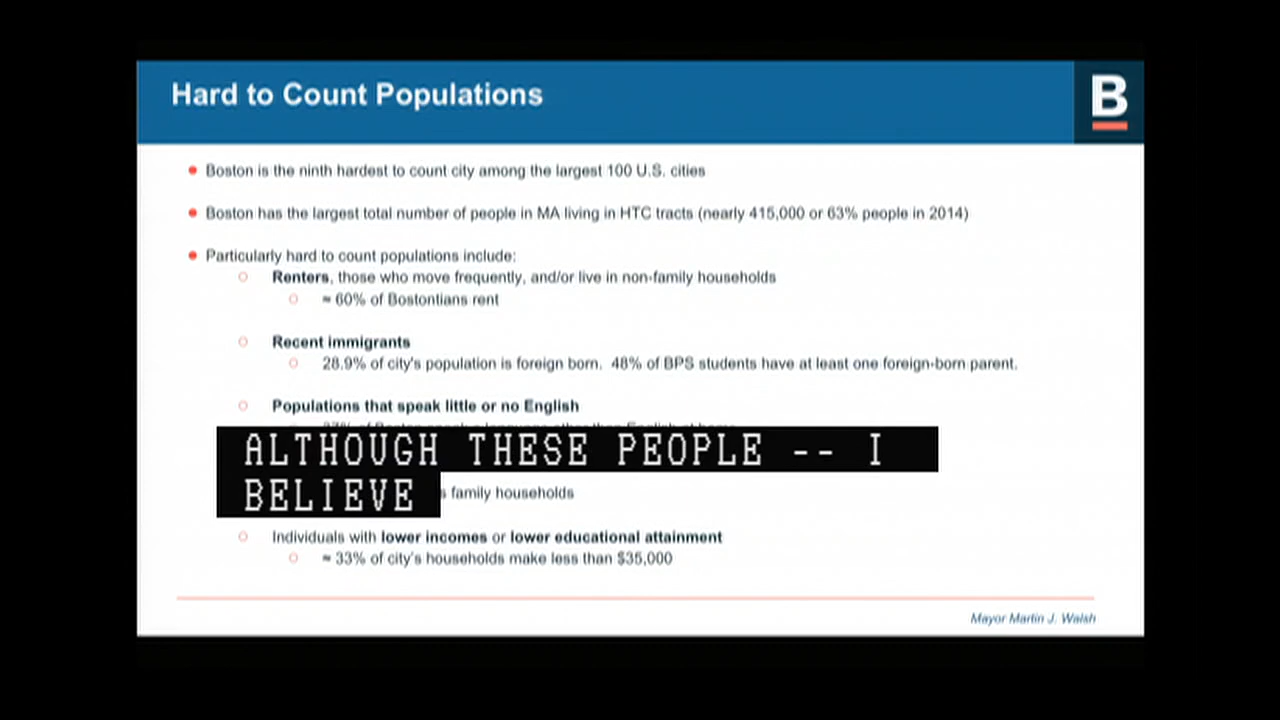 Hard to Count Populations
B
Boston is the ninth hardest to count city among the largest 100 U.S. cities
Boston has the largest total number of people in MA living in HTC tracts (nearly 415,000 or 63% people in 2014)
Particularly hard to count populations include:
Renters, those who move frequently, and/or live in non-family households
≈ 60% of Bostontians rent
Recent immigrants
28.9% of city's population is foreign born. 48% of BPS students have at least one foreign-born parent.
Populations that speak little or no English
ALTHOUGH THESE PEOPLE -- I
BELIEVE
family households
Individuals with lower incomes or lower educational attainment
≈ 33% of city's households make less than $35,000
Mayor Martin J. Walsh